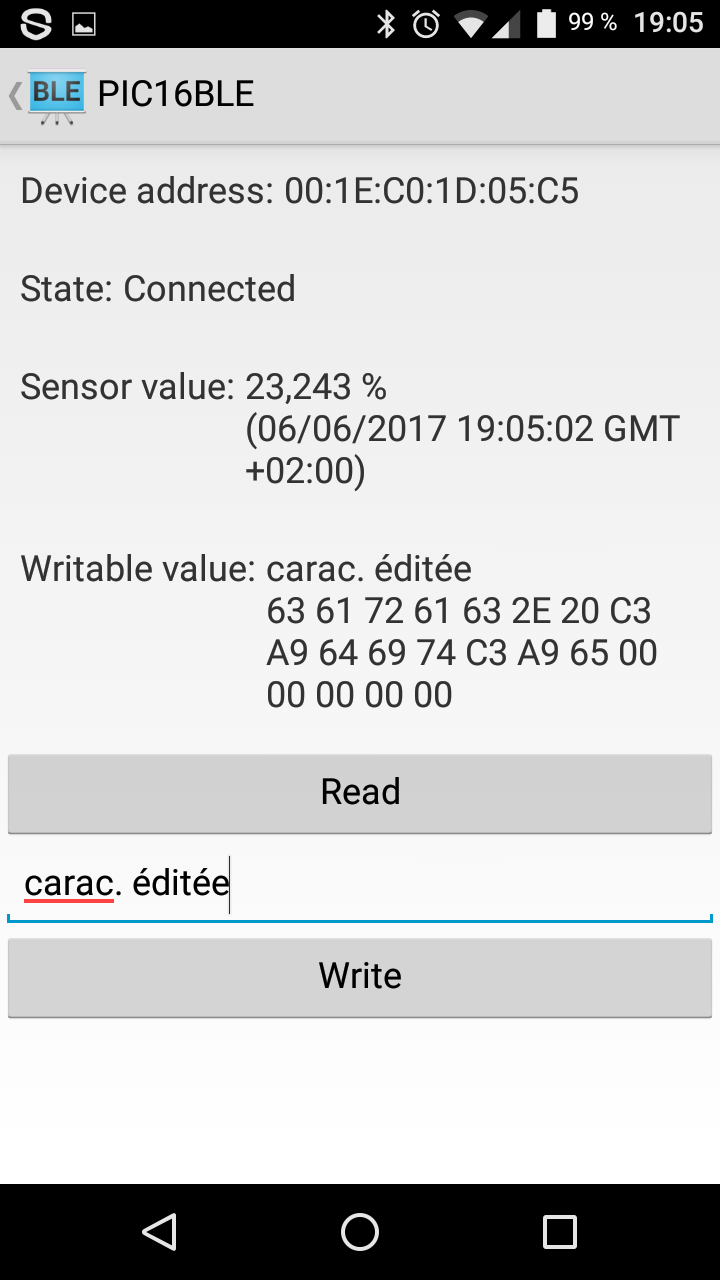 99 % 19:05
BLE PIC16BLE
Device address: 00:1E:C0:1D:05:C5
State: Connected
Sensor value: 23,243 %
(06/06/2017 19:05:02 GMT
+02:00)
Writable value: carac. éditée
63 61 72 61 63 2E 20 C3
A9 64 69 74 C3 A9 65 00
00 00 00 00
Read
carac. éditée
Write